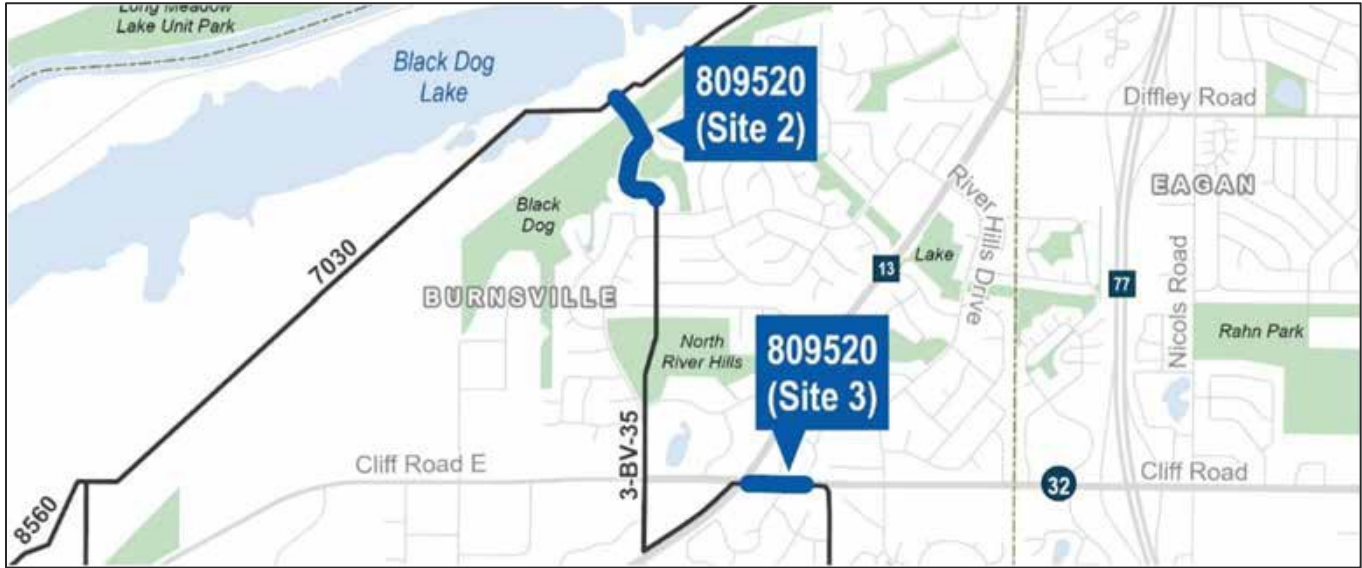 Long Meadow
Lake Unit Park
Black Dog
Lake
809520
(Site 2)
Diffley Road
EAGAN
River Hills Drive
Black
Dog
7030
13
Lake
77
Nicols Road
BURNSVILLE
North
River Hills
809520
(Site 3)
Rahn Park
3-BV-35
Cliff Road E
32
Cliff Road
8560